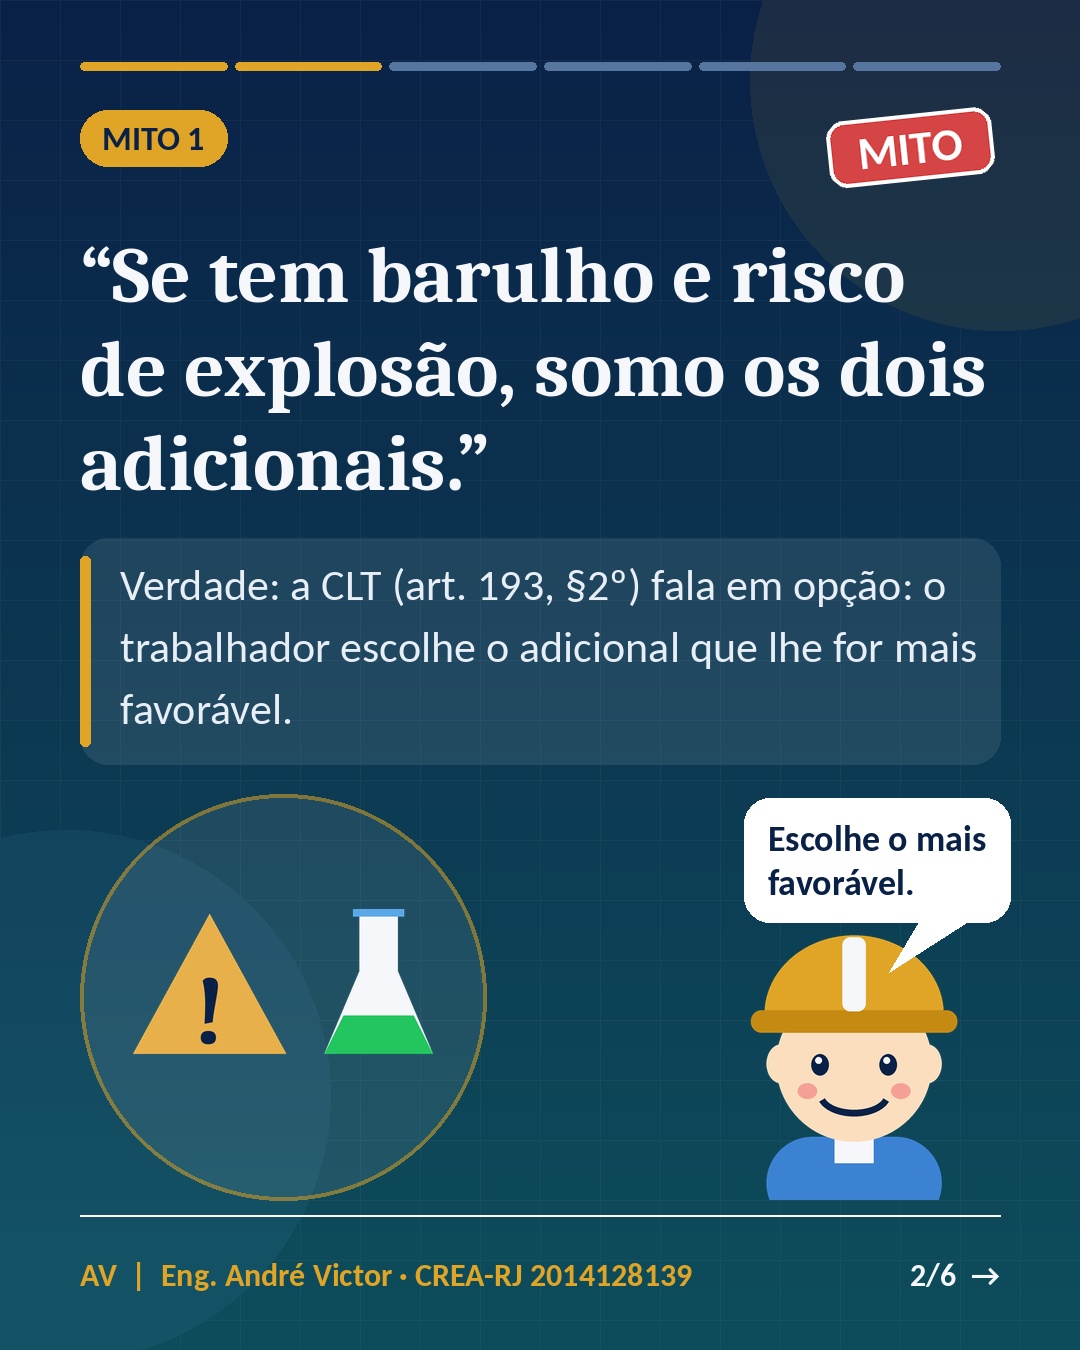 MITO 1
MITO
“Se tem barulho e risco
de explosão, somo os dois
adicionais.”
Verdade: a CLT (art. 193, §2º) fala em opção: o
trabalhador escolhe o adicional que lhe for mais
favorável.
Escolhe o mais
favorável.
!
AV | Eng. André Victor · CREA-RJ 2014128139
2/6 →